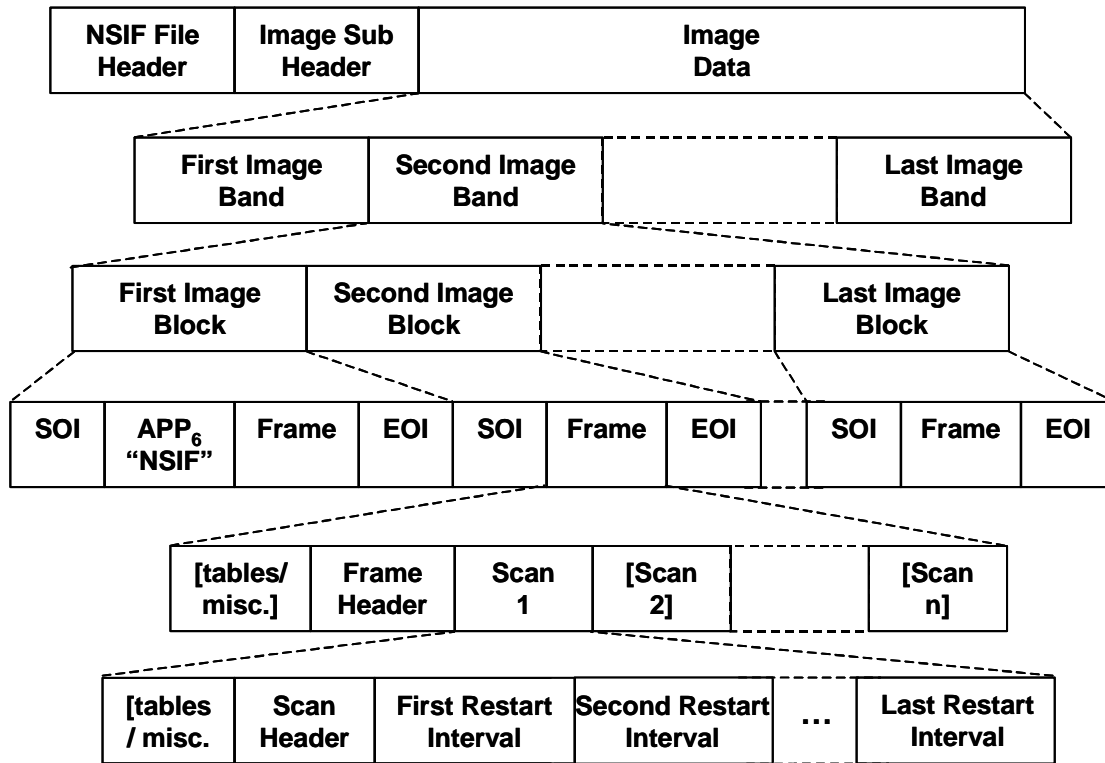 NSIF File
Header
Image Sub
Header
Image
Data
First Image
Band
Second Image
Band
Last Image
Band
First Image
Block
Second Image
Block
Last Image
Block
SOI
APP6
“NSIF”
Frame
EOI
SOI
Frame
EOI
SOI
Frame
EOI
[tables/
misc.]
Frame
Header
Scan
1
[Scan
2]
[Scan
n]
[tables
/ misc.
Scan
Header
First Restart
Interval
Second Restart
Interval
...
Last Restart
Interval